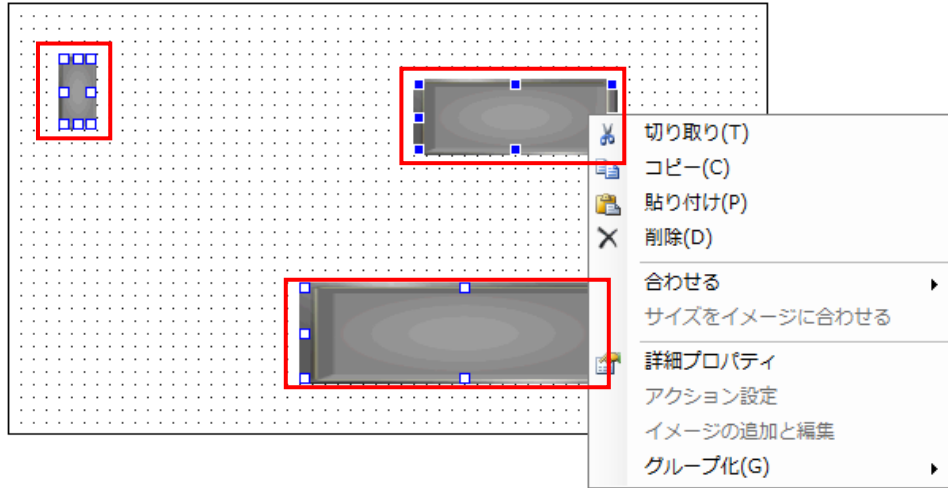 切り取り(T)
コピー(C)
貼り付け(P)
削除(D)
合わせる
サイズをイメージに合わせる
詳細プロパティ
アクション設定
イメージの追加と編集
グループ化(G)